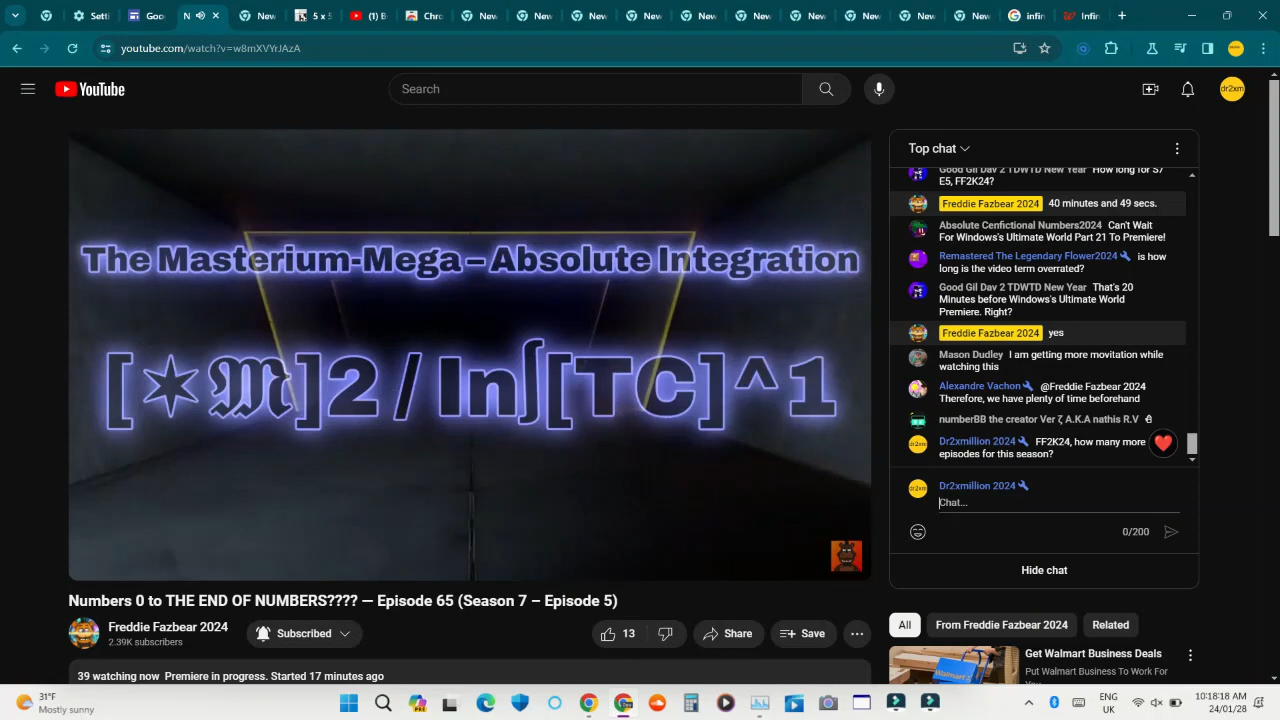 Setti
Goo
N
New
5 x 5
(1) B
Chro
New
New
New
New
New
New
New
New
New
New
infin
Infin
youtube.com/watch?v=w8mXVYrJAzA
YouTube
Search
dr2xm
The Masterium-Mega – Absolute Integration
[✶𝔐]2 / In∫[TC]^1
Top chat
Good Gil Dav 2 TDWTD New Year How long for S7
E5, FF2K24?
Freddie Fazbear 2024 40 minutes and 49 secs.
Absolute Cenfictional Numbers2024 Can't Wait
For Windows's Ultimate World Part 21 To Premiere!
Remastered The Legendary Flower2024 is how
long is the video term overrated?
Good Gil Dav 2 TDWTD New Year That's 20
Minutes before Windows's Ultimate World
Premiere. Right?
Freddie Fazbear 2024 yes
Mason Dudley I am getting more movitation while
watching this
Alexandre Vachon @Freddie Fazbear 2024
Therefore, we have plenty of time beforehand
numberBB the creator Ver ζ A.K.A nathis R.V
Dr2xmillion 2024 FF2K24, how many more
episodes for this season?
Dr2xmillion 2024
Chat...
0/200
Hide chat
Numbers 0 to THE END OF NUMBERS???? — Episode 65 (Season 7 – Episode 5)
Freddie Fazbear 2024
2.39K subscribers
Subscribed
13
Share
Save
39 watching now Premiere in progress. Started 17 minutes ago
All
From Freddie Fazbear 2024
Related
Get Walmart Business Deals
Put Walmart Business To Work For
31°F
Mostly sunny
ENG
UK
10:18:18 AM
24/01/28